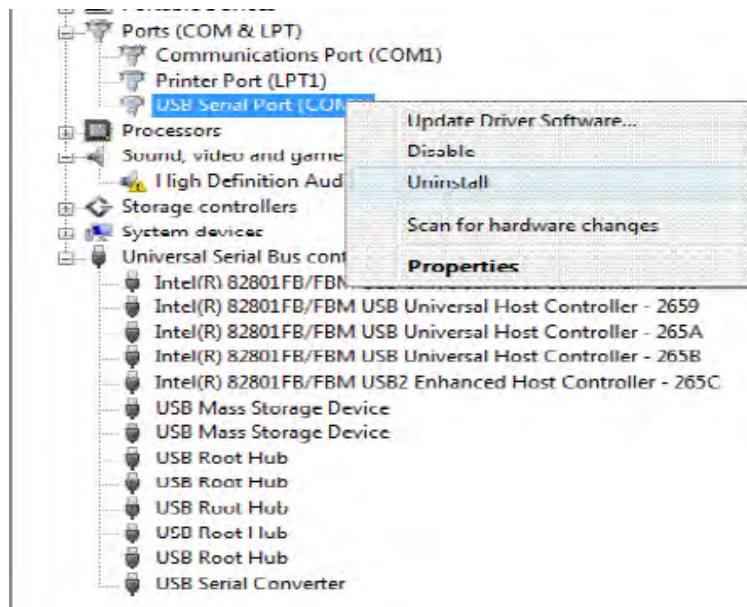 Ports (COM & LPT)
Communications Port (COM1)
Printer Port (LPT1)
USB Serial Port (COM
Update Driver Software...
Processors
Disable
Sound, video and game
High Definition Aud
Uninstall
Storage controllers
Scan for hardware changes
System devices
Universal Serial Bus cont
Properties
Intel(R) 82801FB/FBM
Intel(R) 82801FB/FBM USB Universal Host Controller - 2659
Intel(R) 82801FB/FBM USB Universal Host Controller - 265A
Intel(R) 82801FB/FBM USB Universal Host Controller - 265B
Intel(R) 82801FB/FBM USB2 Enhanced Host Controller - 265C
USB Mass Storage Device
USB Mass Storage Device
USB Root Hub
USB Root Hub
USB Root Hub
USB Root Hub
USB Root Hub
USB Serial Converter